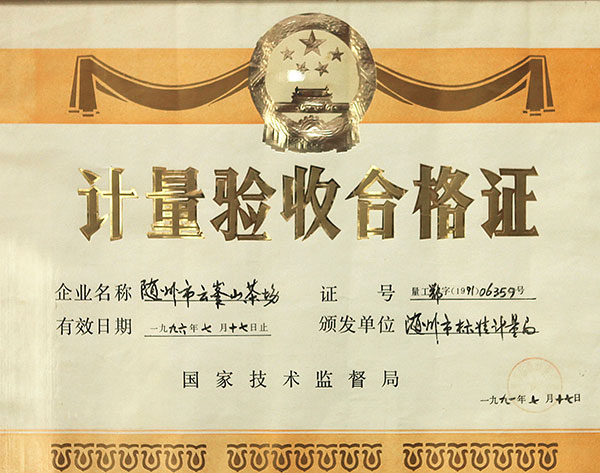 计量验收合格证
企业名称 随州市云峯山茶场 证 号 量工鄂字(1991)06359号
有效日期 一九九六年七月十七日止 颁发单位 随州市标准计量局
国家技术监督局
一九九一年七月十七日